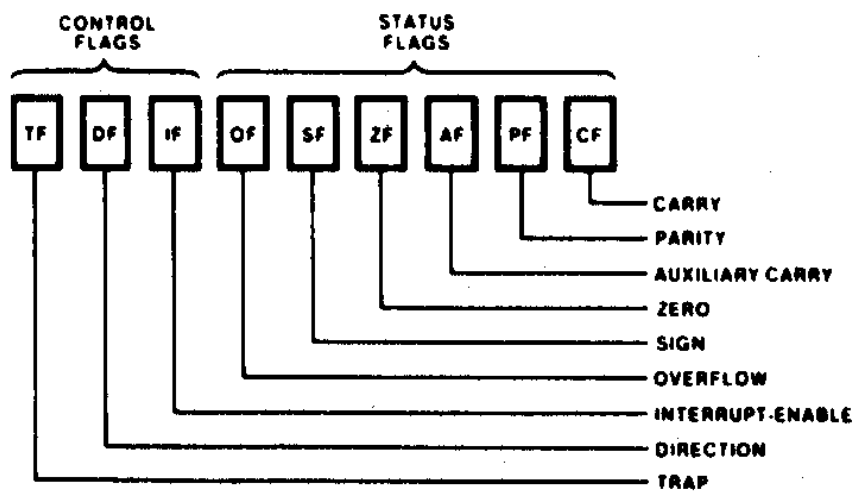 CONTROL
FLAGS
STATUS
FLAGS
TF DF IF OF SF ZF AF PF CF
CARRY
PARITY
AUXILIARY CARRY
ZERO
SIGN
OVERFLOW
INTERRUPT-ENABLE
DIRECTION
TRAP